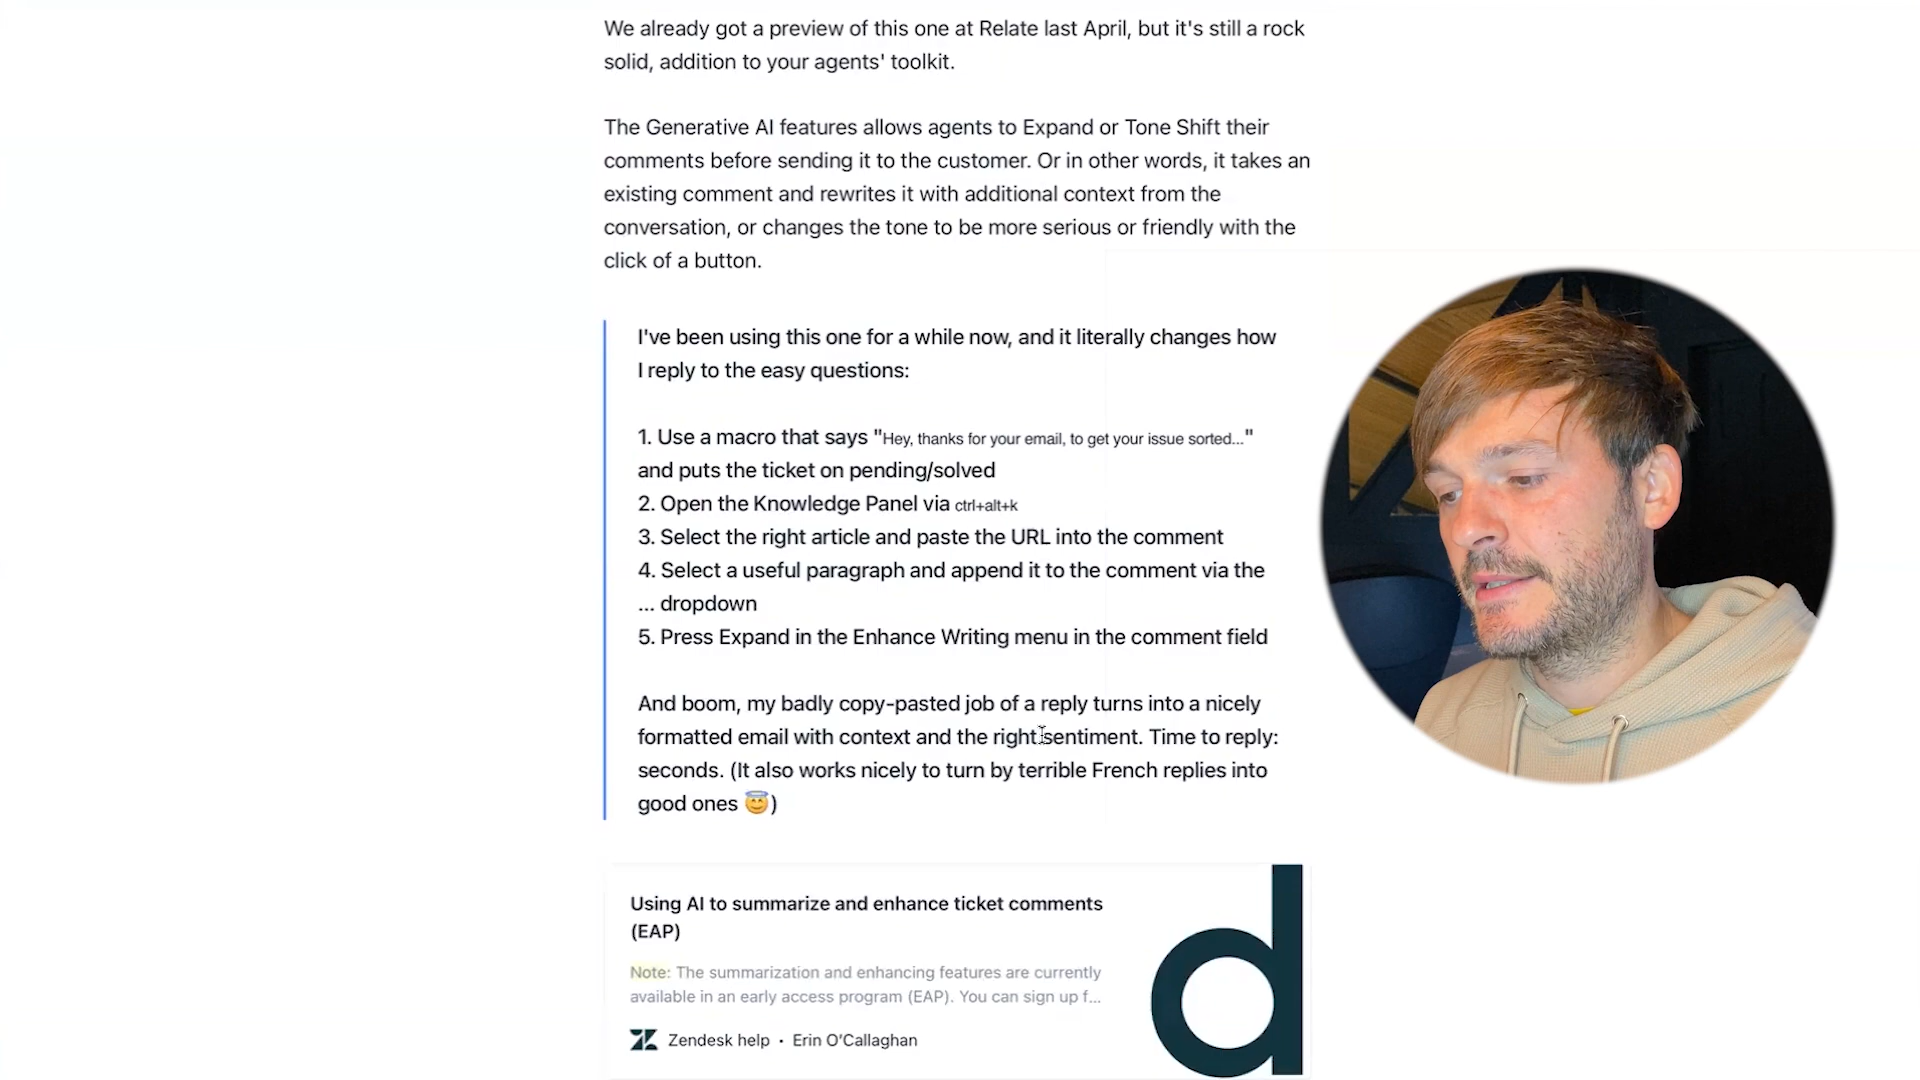 We already got a preview of this one at Relate last April, but it's still a rock
solid, addition to your agents' toolkit.
The Generative AI features allows agents to Expand or Tone Shift their
comments before sending it to the customer. Or in other words, it takes an
existing comment and rewrites it with additional context from the
conversation, or changes the tone to be more serious or friendly with the
click of a button.
I've been using this one for a while now, and it literally changes how
I reply to the easy questions:
1. Use a macro that says "Hey, thanks for your email, to get your issue sorted..."
and puts the ticket on pending/solved
2. Open the Knowledge Panel via ctrl+alt+k
3. Select the right article and paste the URL into the comment
4. Select a useful paragraph and append it to the comment via the
... dropdown
5. Press Expand in the Enhance Writing menu in the comment field
And boom, my badly copy-pasted job of a reply turns into a nicely
formatted email with context and the right sentiment. Time to reply:
seconds. (It also works nicely to turn by terrible French replies into
good ones 😇)
Using AI to summarize and enhance ticket comments
(EAP)
Note: The summarization and enhancing features are currently
available in an early access program (EAP). You can sign up f...
Zendesk help • Erin O'Callaghan
d